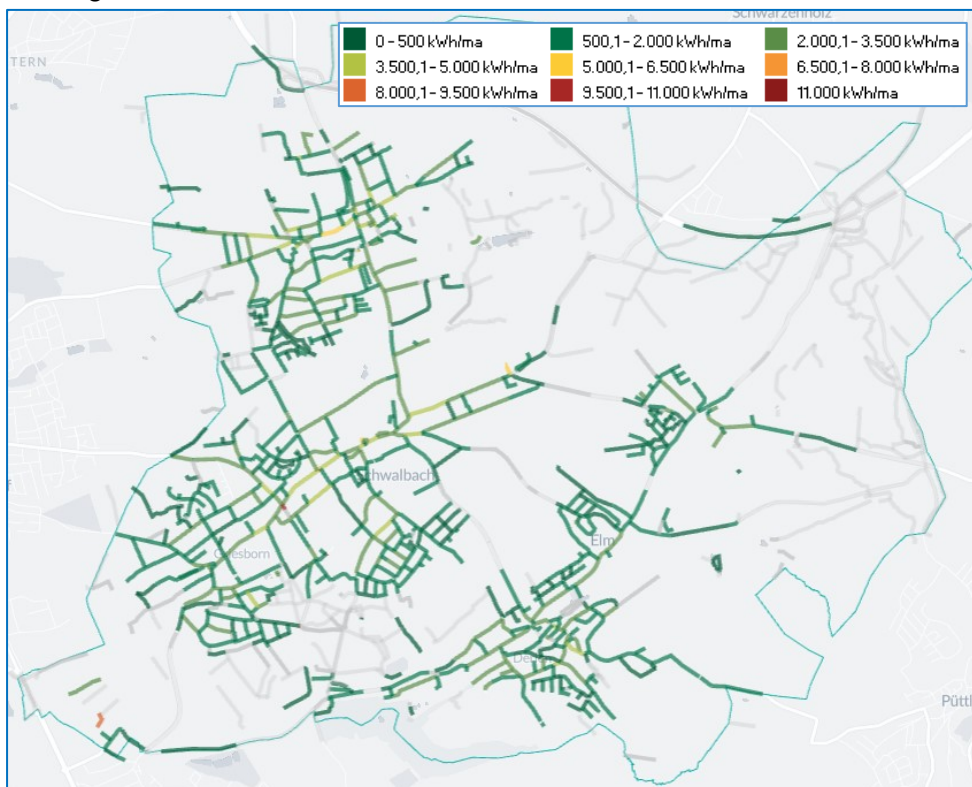 Schwarzenholz
TERN
0 – 500 kWh/ma
500,1 – 2.000 kWh/ma
2.000,1 – 3.500 kWh/ma
3.500,1 – 5.000 kWh/ma
5.000,1 – 6.500 kWh/ma
6.500,1 – 8.000 kWh/ma
8.000,1 – 9.500 kWh/ma
9.500,1 – 11.000 kWh/ma
11.000 kWh/ma
chwalbach
Elm
Püttl